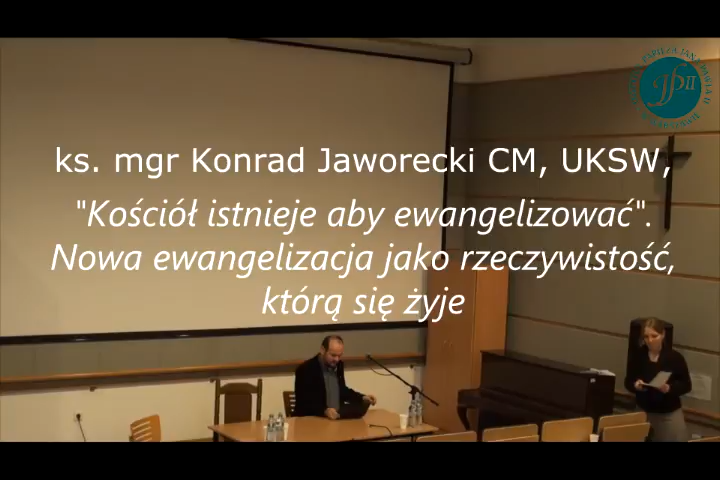 ks. mgr Konrad Jaworecki CM, UKSW,
"Kościół istnieje aby ewangelizować".
Nowa ewangelizacja jako rzeczywistość,
którą się żyje